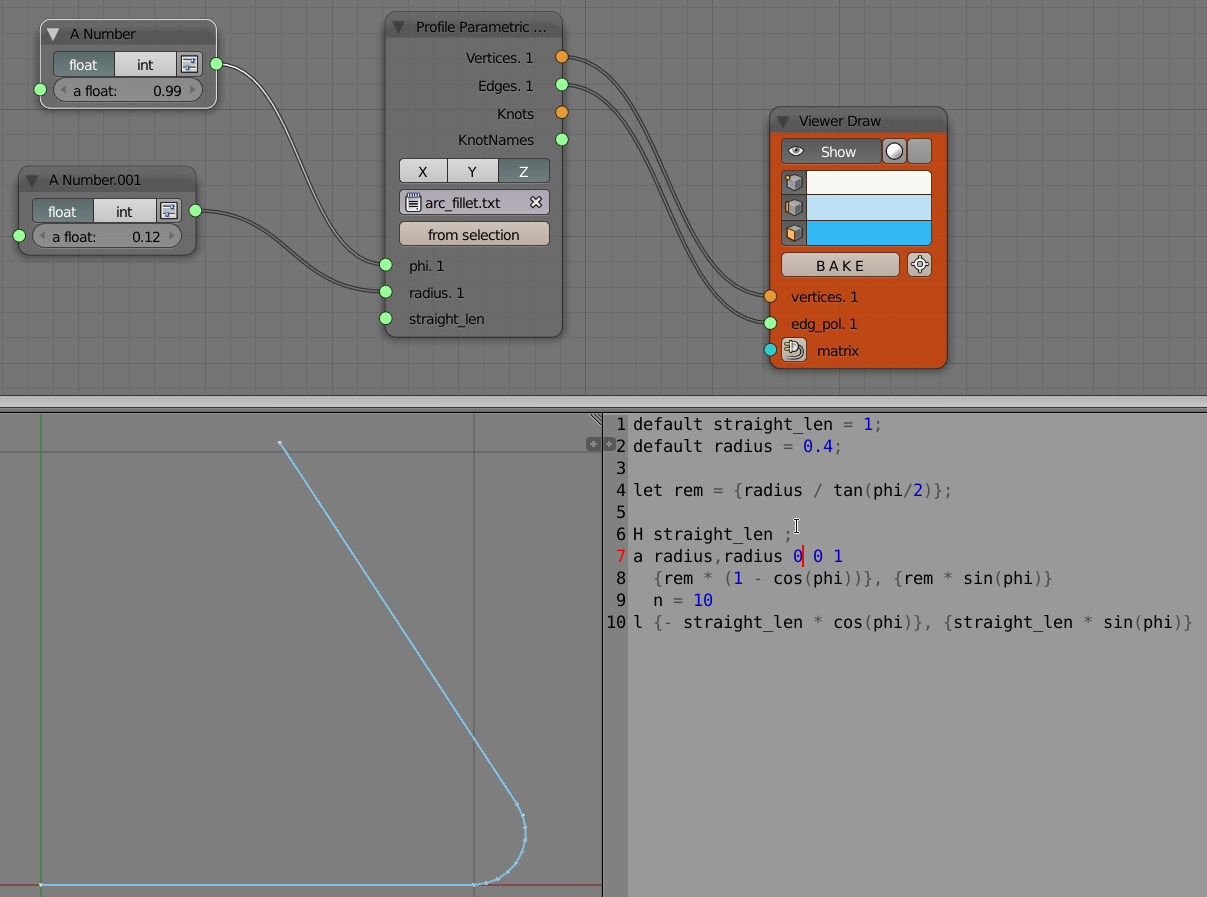 A Number
float int
a float: 0.99
A Number.001
float int
a float: 0.12
Profile Parametric ...
Vertices. 1
Edges. 1
Knots
KnotNames
X Y Z
arc_fillet.txt
from selection
phi. 1
radius. 1
straight_len
Viewer Draw
Show
BAKE
vertices. 1
edg_pol. 1
matrix
1 default straight_len = 1;
2 default radius = 0.4;
3
4 let rem = {radius / tan(phi/2)};
5
6 H straight_len ;
7 a radius,radius 0 0 1
8 {rem * (1 - cos(phi))}, {rem * sin(phi)}
9 n = 10
10 l {- straight_len * cos(phi)}, {straight_len * sin(phi)}